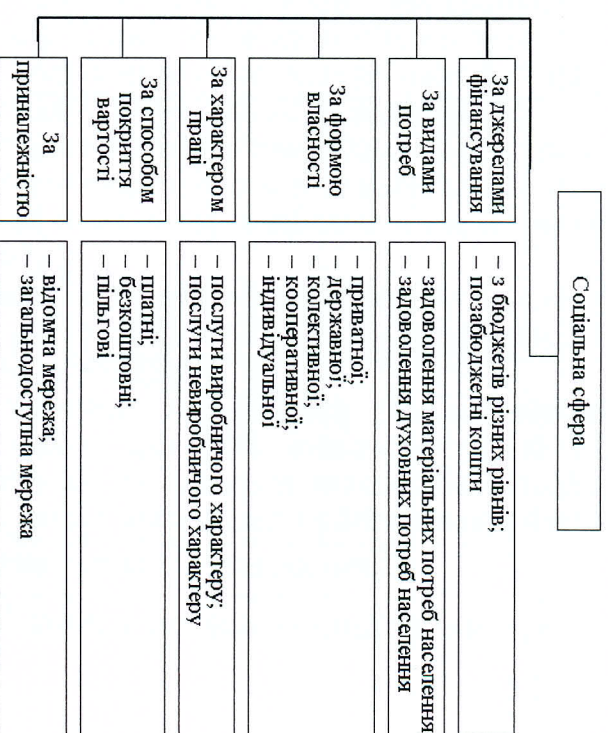 Соціальна сфера
За джерелами
фінансування
– з бюджетів різних рівнів;
– позабюджетні кошти
За видами
потреб
– задоволення матеріальних потреб населення
– задоволення духовних потреб населення
За формою
власності
– приватної;
– державної;
– колективної;
– кооперативної;
– індивідуальної
За характером
праці
– послуги виробничого характеру;
– послуги невиробничого характеру
За способом
покриття
вартості
– платні;
– безкоштовні;
– пільгові
За
приналежністю
– відомча мережа;
– загальнодоступна мережа